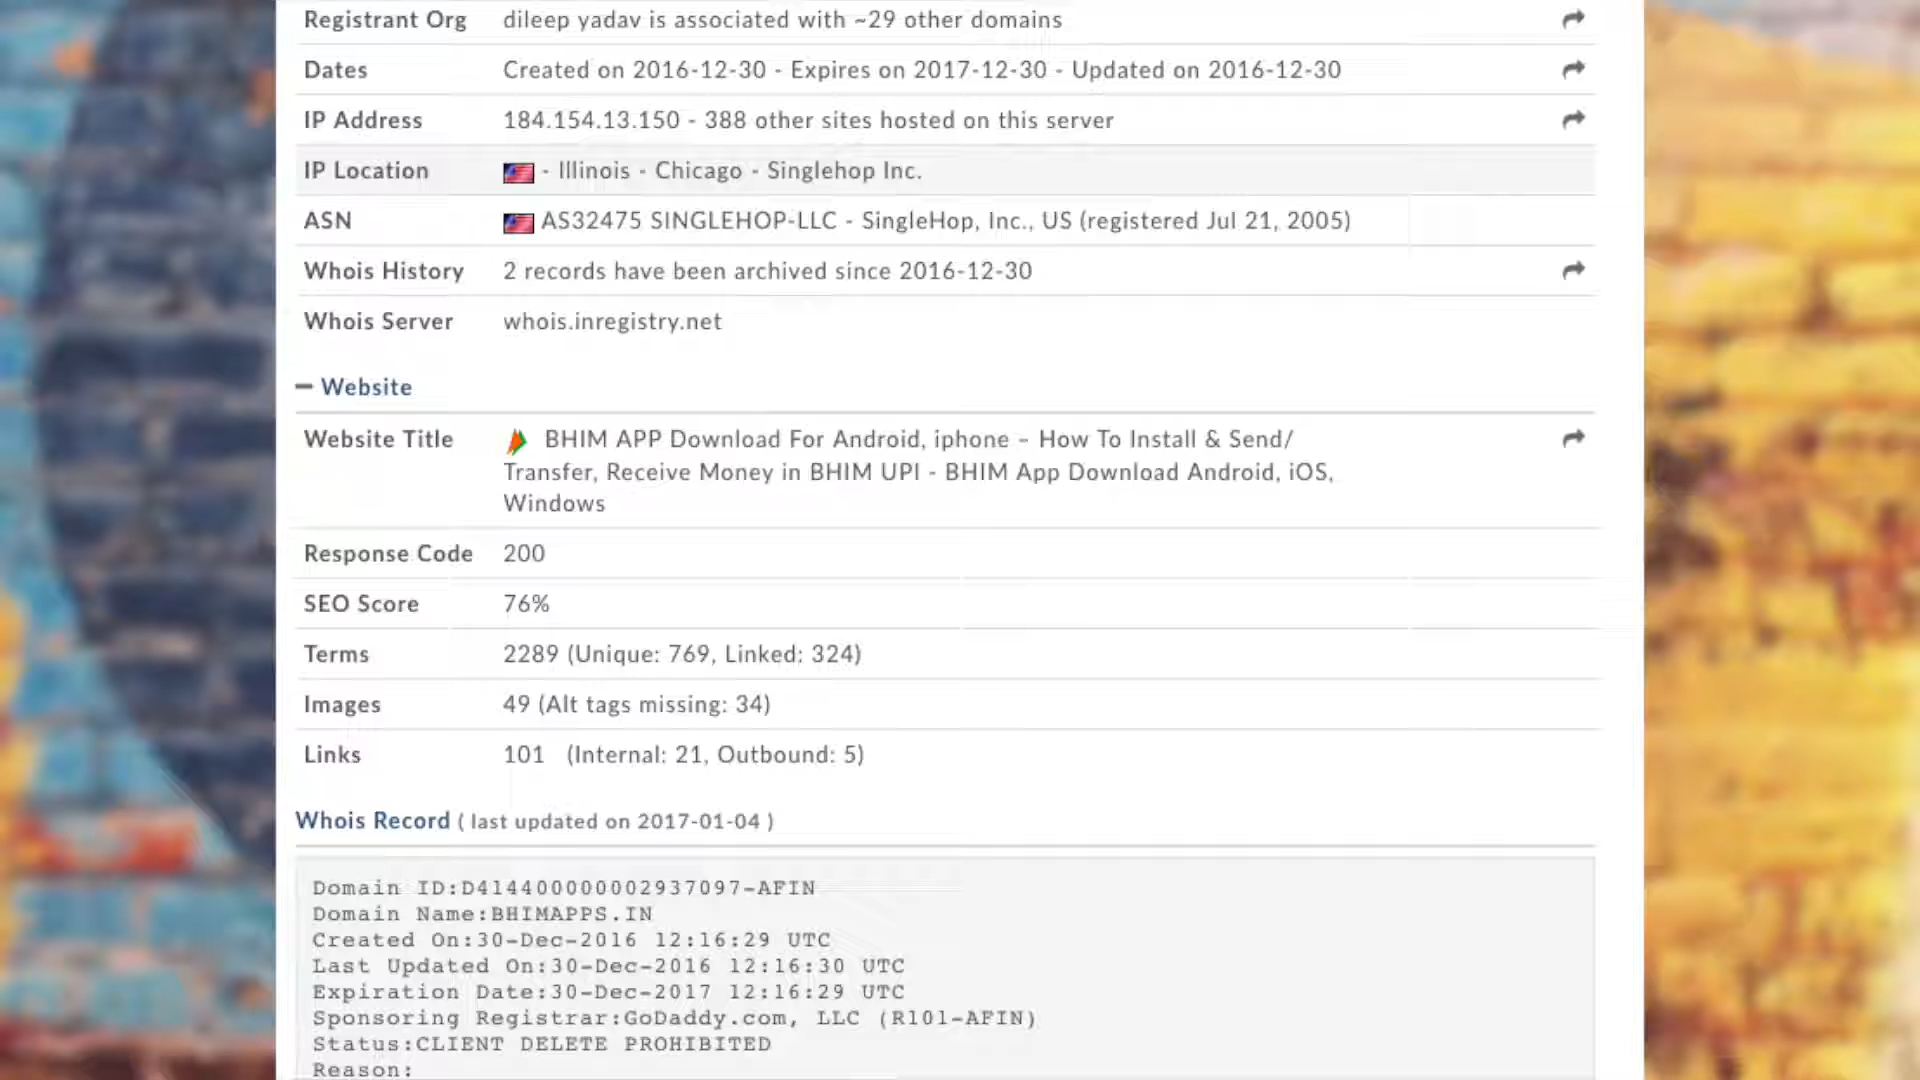 Registrant Org dileep yadav is associated with ~29 other domains
Dates Created on 2016-12-30 - Expires on 2017-12-30 - Updated on 2016-12-30
IP Address 184.154.13.150 - 388 other sites hosted on this server
IP Location - Illinois - Chicago - Singlehop Inc.
ASN AS32475 SINGLEHOP-LLC - SingleHop, Inc., US (registered Jul 21, 2005)
Whois History 2 records have been archived since 2016-12-30
Whois Server whois.inregistry.net
Website
Website Title BHIM APP Download For Android, iphone – How To Install & Send/
Transfer, Receive Money in BHIM UPI - BHIM App Download Android, iOS,
Windows
Response Code 200
SEO Score 76%
Terms 2289 (Unique: 769, Linked: 324)
Images 49 (Alt tags missing: 34)
Links 101 (Internal: 21, Outbound: 5)
Whois Record ( last updated on 2017-01-04 )
Domain ID:D414400000002937097-AFIN
Domain Name:BHIMAPPS.IN
Created On:30-Dec-2016 12:16:29 UTC
Last Updated On:30-Dec-2016 12:16:30 UTC
Expiration Date:30-Dec-2017 12:16:29 UTC
Sponsoring Registrar:GoDaddy.com, LLC (R101-AFIN)
Status:CLIENT DELETE PROHIBITED
Reason: